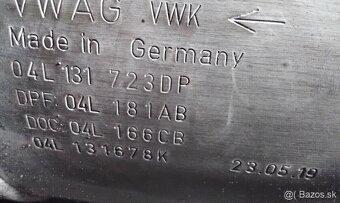 VWAG VWK ←
Made in Germany
04L 131 723DP
DPF: 04L 181AB
DOC: 04L 166CB
04L 131678K
23.05.19
© Bazos.sk